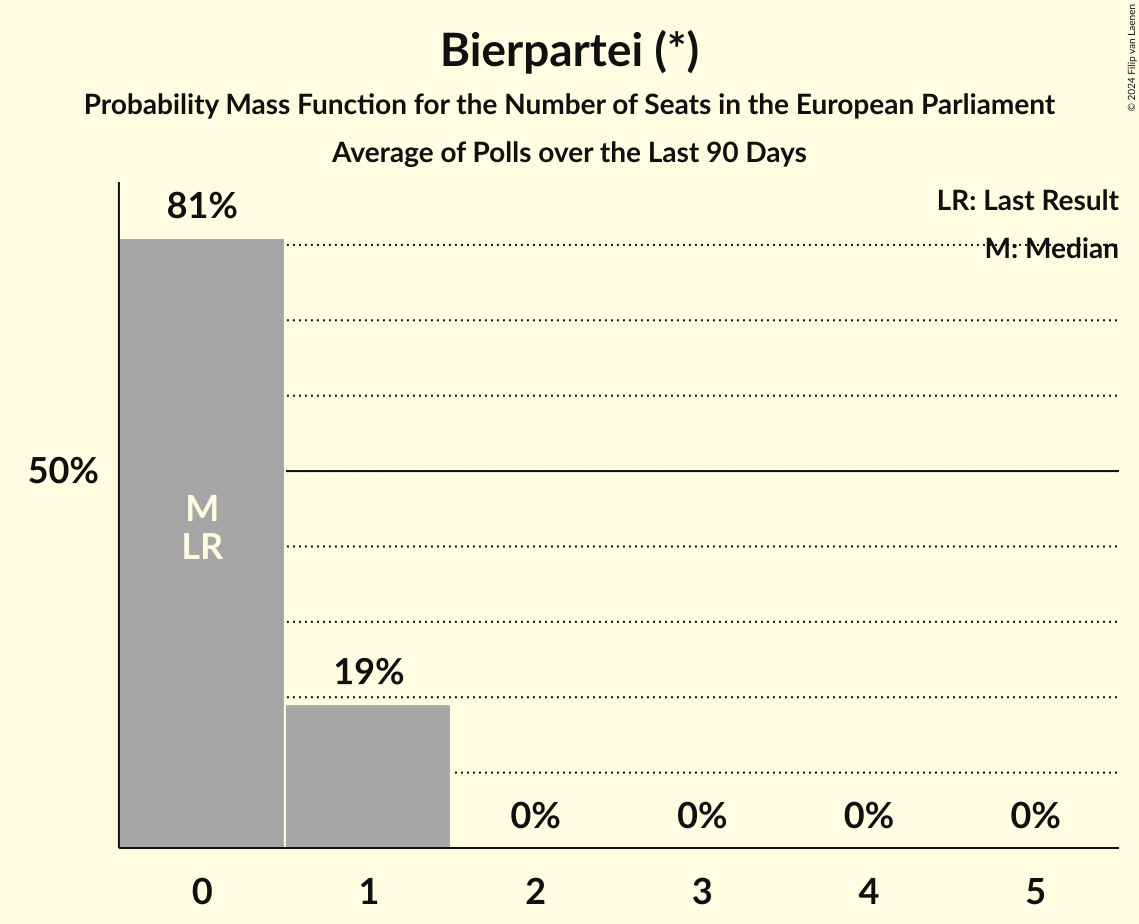 Bierpartei (*)
Probability Mass Function for the Number of Seats in the European Parliament
Average of Polls over the Last 90 Days
© 2024 Filip van Laenen
LR: Last Result
M: Median
81%
50%
M
LR
19%
0% 0% 0% 0%
0 1 2 3 4 5